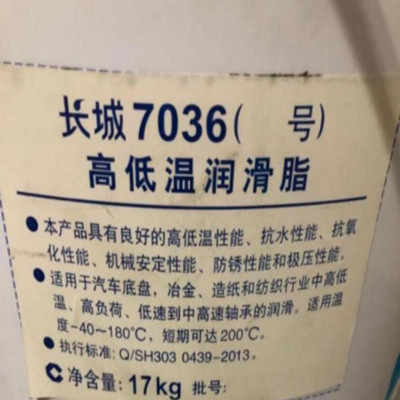 长城7036( 号)
高低温润滑脂
● 本产品具有良好的高低温性能、抗水性能、抗氧
化性能、机械安定性能、防锈性能和极压性能。
● 适用于汽车底盘，冶金、造纸和纺织行业中高低
温、高负荷、低速到中高速轴承的润滑。适用温
度-40~180℃，短期可达200℃。
● 执行标准: Q/SH303 0439-2013。
净含量: 17kg 批号: